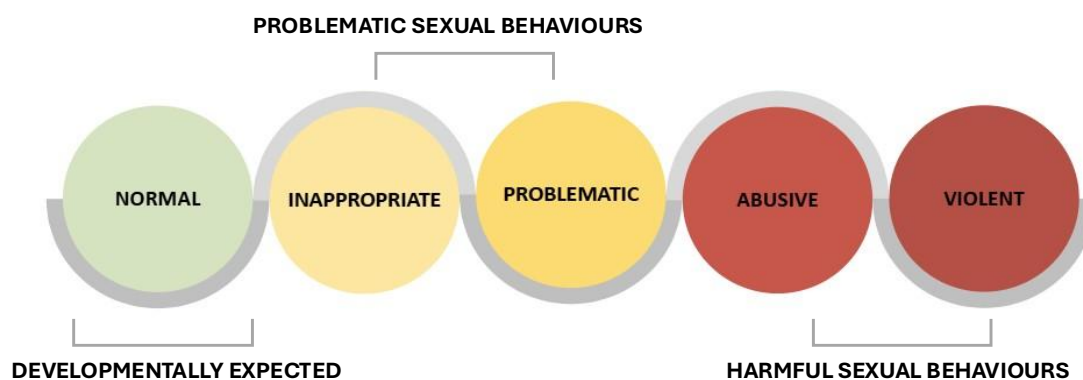 PROBLEMATIC SEXUAL BEHAVIOURS
NORMAL
INAPPROPRIATE
PROBLEMATIC
ABUSIVE
VIOLENT
DEVELOPMENTALLY EXPECTED
HARMFUL SEXUAL BEHAVIOURS